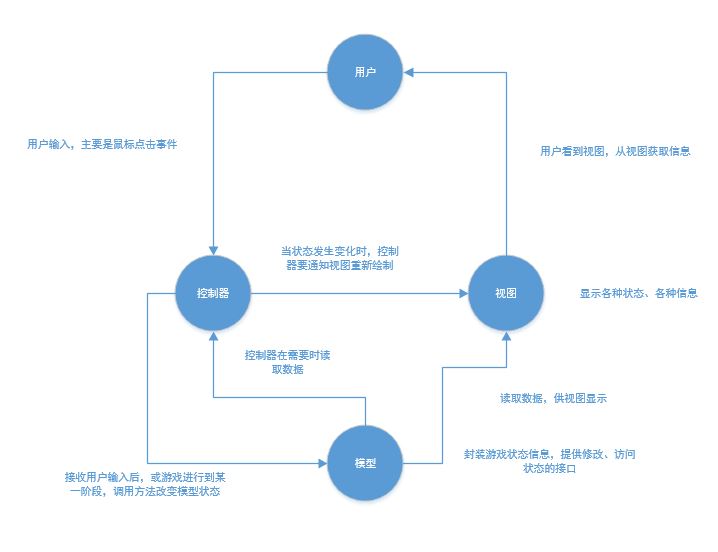 用户
用户输入，主要是鼠标点击事件
用户看到视图，从视图获取信息
当状态发生变化时，控制
器要通知视图重新绘制
控制器
视图
显示各种状态、各种信息
控制器在需要时读
取数据
读取数据，供视图显示
模型
封装游戏状态信息，提供修改、访问
状态的接口
接收用户输入后，或游戏进行到某
一阶段，调用方法改变模型状态